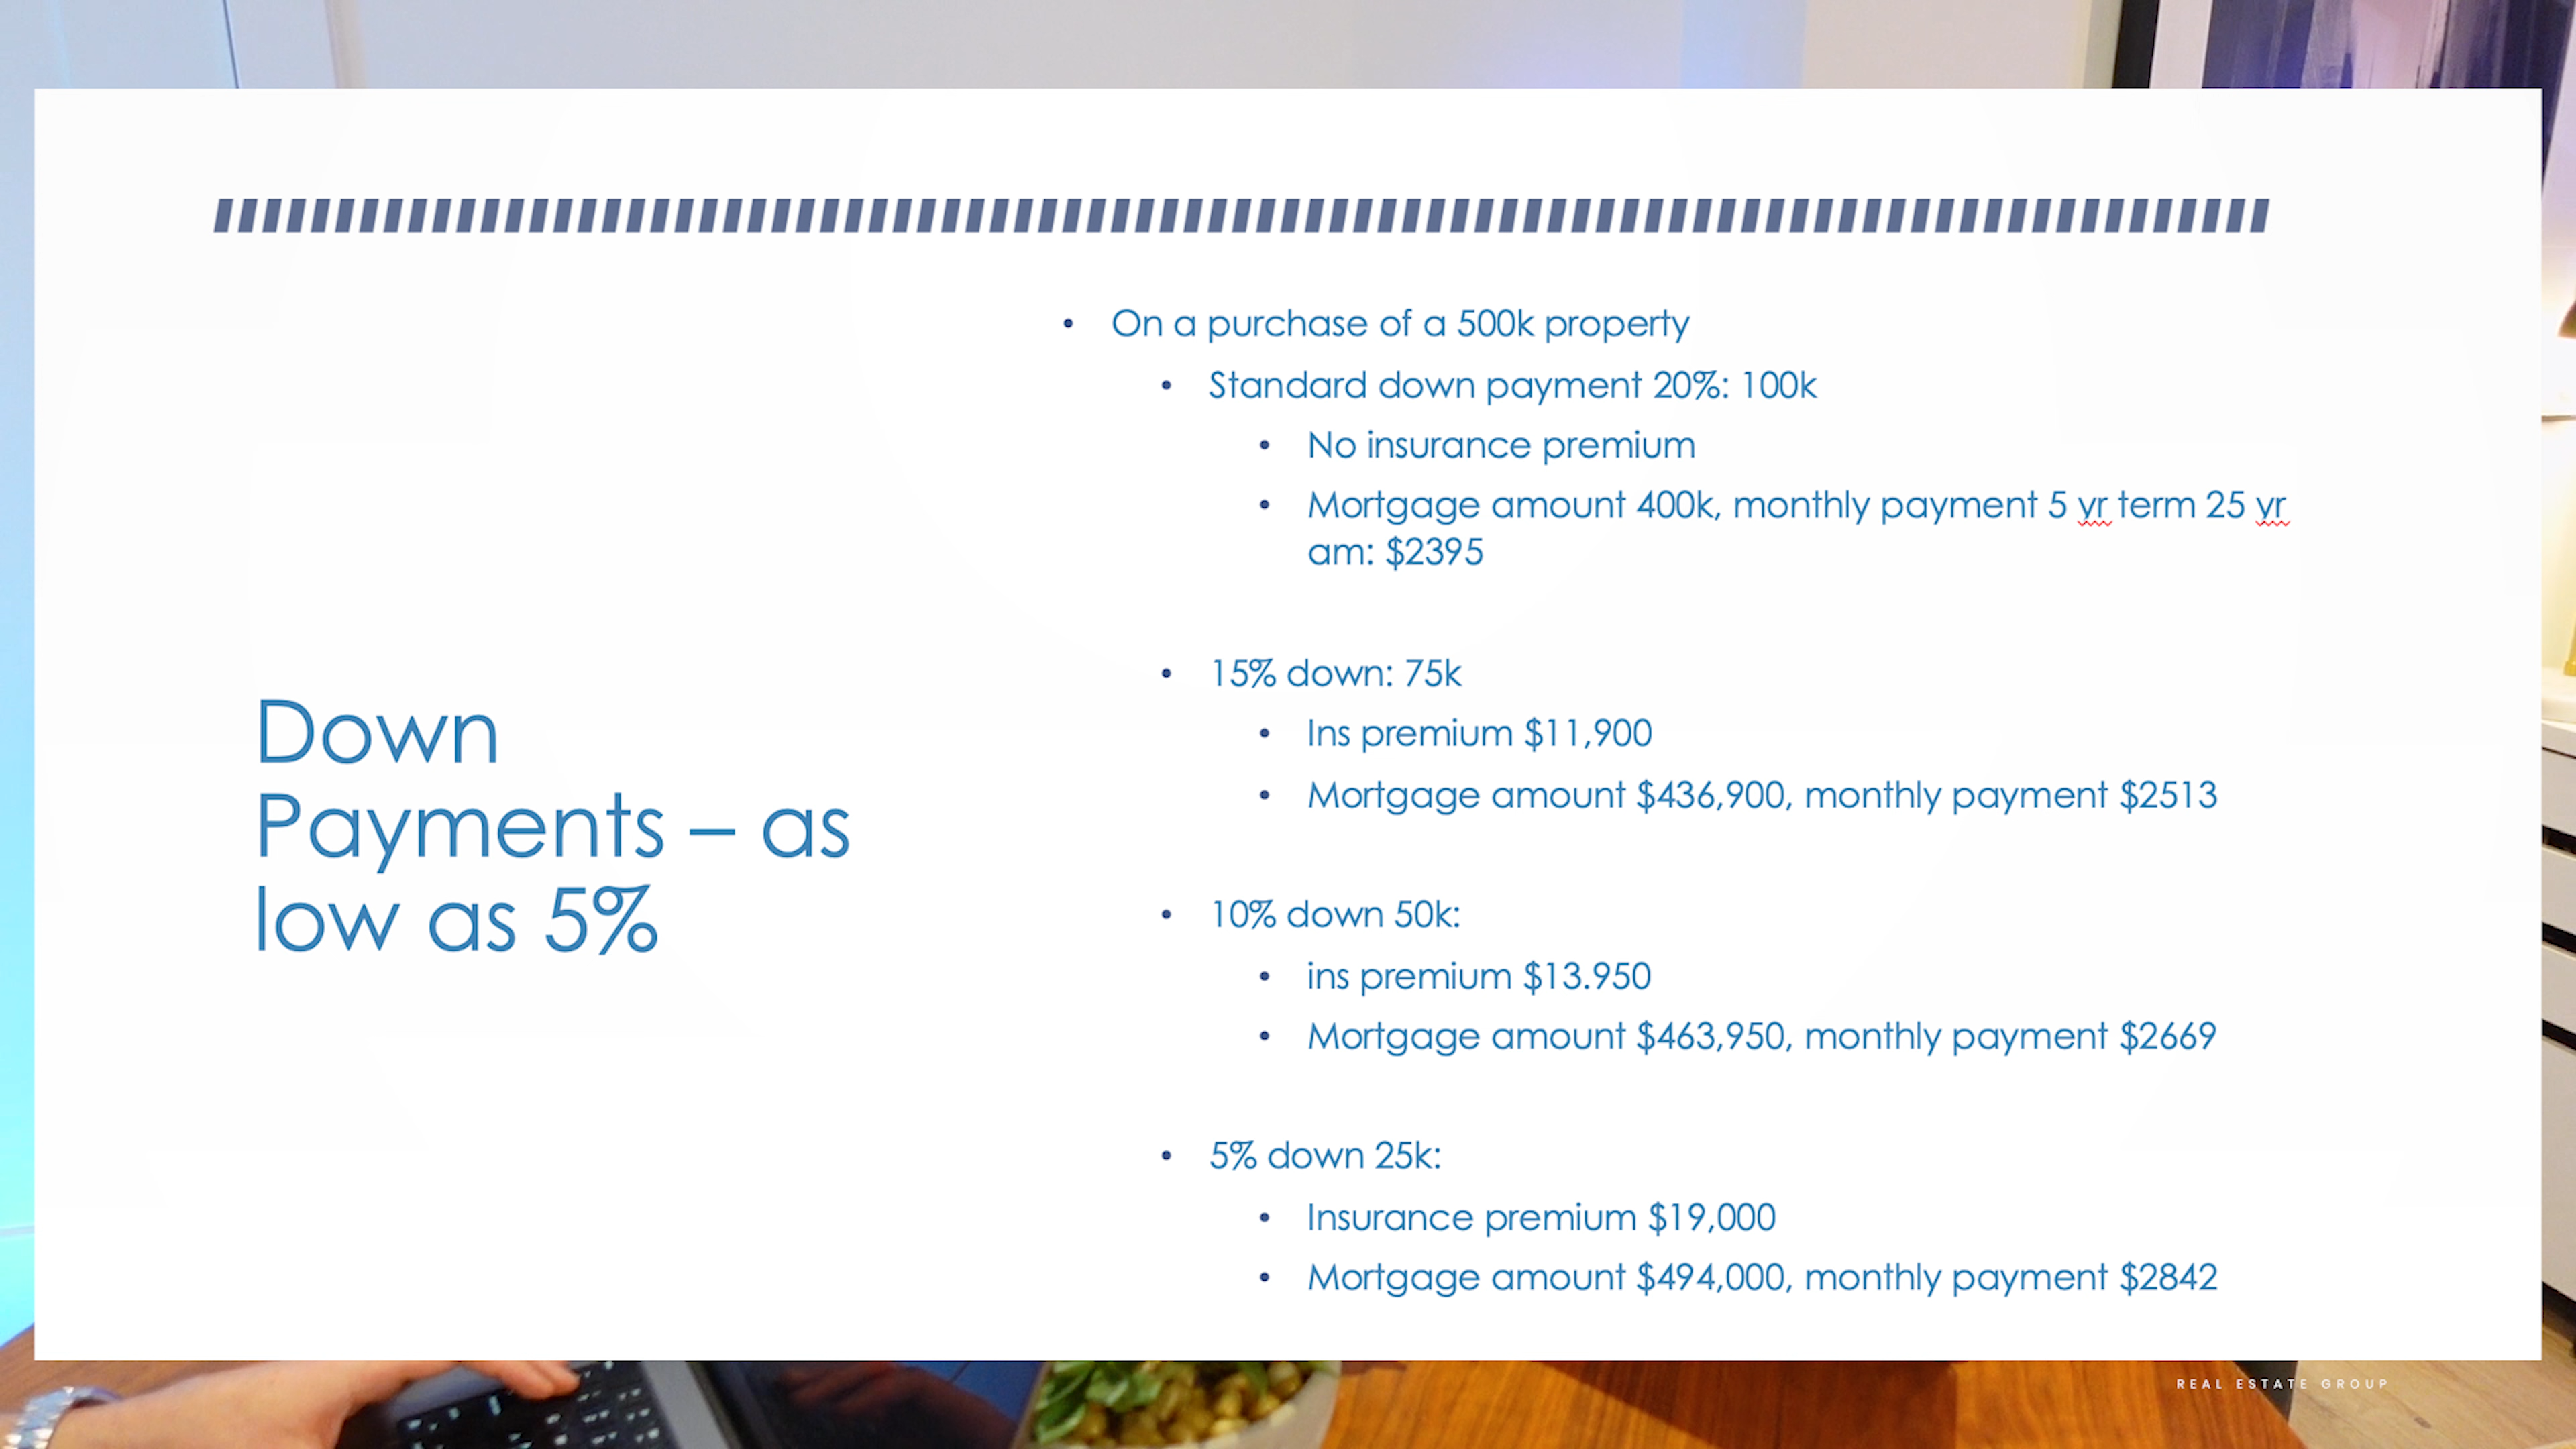 Down
Payments – as
low as 5%
• On a purchase of a 500k property
• Standard down payment 20%: 100k
• No insurance premium
• Mortgage amount 400k, monthly payment 5 yr term 25 yr
am: $2395
• 15% down: 75k
• Ins premium $11,900
• Mortgage amount $436,900, monthly payment $2513
• 10% down 50k:
• ins premium $13.950
• Mortgage amount $463,950, monthly payment $2669
• 5% down 25k:
• Insurance premium $19,000
• Mortgage amount $494,000, monthly payment $2842
REAL ESTATE GROUP